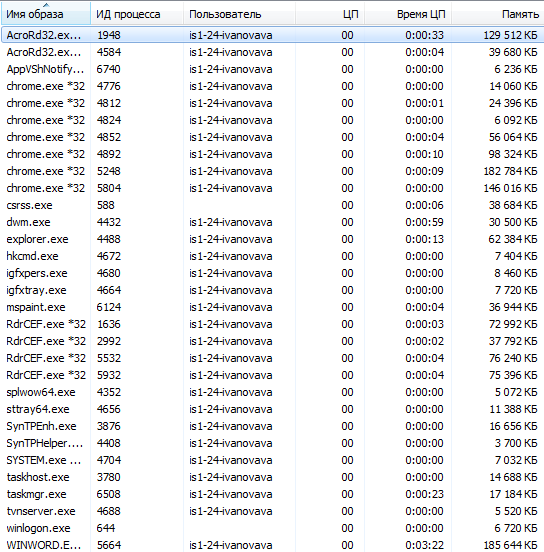 Имя образа ИД процесса Пользователь ЦП Время ЦП Память
AcroRd32.ex... 1948 is1-24-ivanovava 00 0:00:33 129 512 КБ
AcroRd32.ex... 4584 is1-24-ivanovava 00 0:00:04 39 680 КБ
AppVShNotify... 6740 is1-24-ivanovava 00 0:00:00 6 236 КБ
chrome.exe *32 4776 is1-24-ivanovava 00 0:00:00 14 060 КБ
chrome.exe *32 4812 is1-24-ivanovava 00 0:00:01 24 396 КБ
chrome.exe *32 4824 is1-24-ivanovava 00 0:00:00 6 092 КБ
chrome.exe *32 4852 is1-24-ivanovava 00 0:00:04 56 064 КБ
chrome.exe *32 4892 is1-24-ivanovava 00 0:00:10 98 324 КБ
chrome.exe *32 5248 is1-24-ivanovava 00 0:00:09 182 784 КБ
chrome.exe *32 5804 is1-24-ivanovava 00 0:00:00 146 016 КБ
csrss.exe 588 00 0:00:06 38 684 КБ
dwm.exe 4432 is1-24-ivanovava 00 0:00:59 30 500 КБ
explorer.exe 4488 is1-24-ivanovava 00 0:00:13 62 384 КБ
hkcmd.exe 4672 is1-24-ivanovava 00 0:00:00 7 404 КБ
igfxpers.exe 4680 is1-24-ivanovava 00 0:00:00 8 460 КБ
igfxtray.exe 4664 is1-24-ivanovava 00 0:00:00 7 720 КБ
mspaint.exe 6124 is1-24-ivanovava 00 0:00:04 36 944 КБ
RdrCEF.exe *32 1636 is1-24-ivanovava 00 0:00:03 72 992 КБ
RdrCEF.exe *32 2992 is1-24-ivanovava 00 0:00:02 37 792 КБ
RdrCEF.exe *32 5532 is1-24-ivanovava 00 0:00:04 76 240 КБ
RdrCEF.exe *32 5932 is1-24-ivanovava 00 0:00:04 75 396 КБ
splwow64.exe 4352 is1-24-ivanovava 00 0:00:00 5 072 КБ
sttray64.exe 4656 is1-24-ivanovava 00 0:00:00 11 388 КБ
SynTPEnh.exe 3876 is1-24-ivanovava 00 0:00:00 16 656 КБ
SynTPHelper.... 4408 is1-24-ivanovava 00 0:00:00 3 700 КБ
SYSTEM.exe ... 4704 is1-24-ivanovava 00 0:00:00 7 032 КБ
taskhost.exe 3780 is1-24-ivanovava 00 0:00:00 14 688 КБ
taskmgr.exe 6508 is1-24-ivanovava 00 0:00:23 17 184 КБ
tvnserver.exe 4688 is1-24-ivanovava 00 0:00:00 5 520 КБ
winlogon.exe 644 00 0:00:00 6 720 КБ
WINWORD.E... 5664 is1-24-ivanovava 00 0:03:22 185 644 КБ